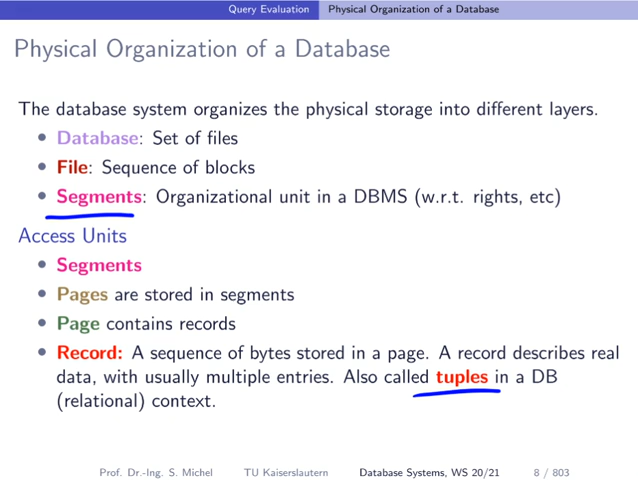 Query Evaluation Physical Organization of a Database
Physical Organization of a Database
The database system organizes the physical storage into different layers.
• Database: Set of files
• File: Sequence of blocks
• Segments: Organizational unit in a DBMS (w.r.t. rights, etc)
Access Units
• Segments
• Pages are stored in segments
• Page contains records
• Record: A sequence of bytes stored in a page. A record describes real
data, with usually multiple entries. Also called tuples in a DB
(relational) context.
Prof. Dr.-Ing. S. Michel TU Kaiserslautern Database Systems, WS 20/21 8 / 803